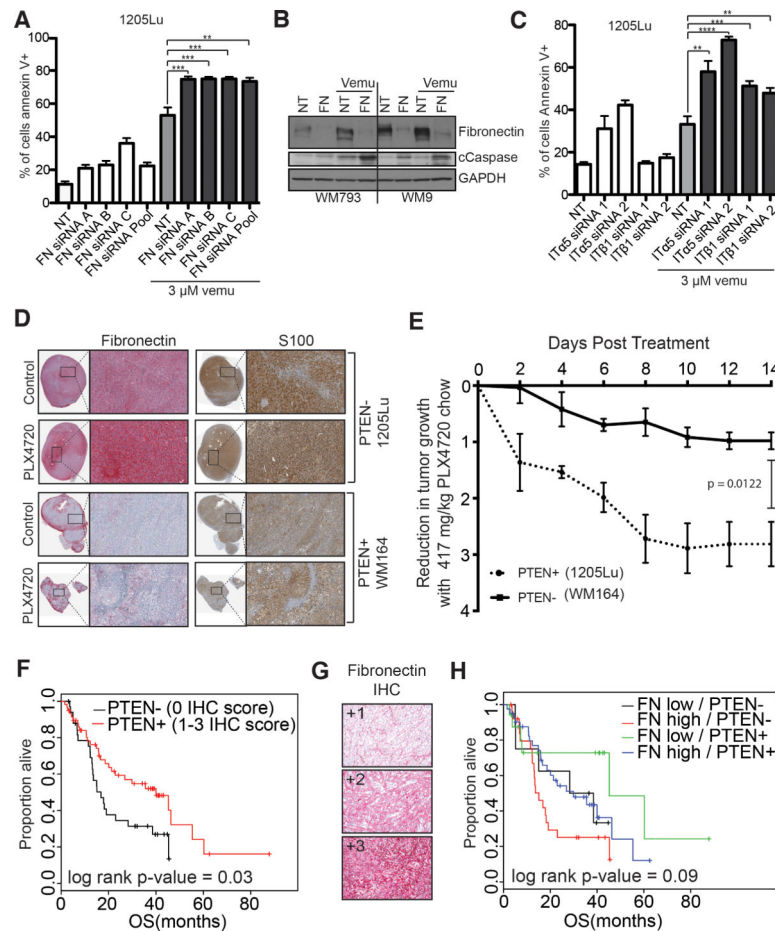 A
1205Lu
% of cells annexin V+
100
80
60
40
20
0
**
***
***
***
NT
FN siRNA A
FN siRNA B
FN siRNA C
FN siRNA Pool
NT
FN siRNA A
FN siRNA B
FN siRNA C
FN siRNA Pool
3 µM vemu
B
Vemu
Vemu
NT
FN
NT
FN
NT
FN
NT
FN
Fibronectin
cCaspase
GAPDH
WM793
WM9
C
1205Lu
% of cells Annexin V+
80
60
40
20
0
**
***
****
**
NT
ITα5 siRNA 1
ITα5 siRNA 2
ITβ1 siRNA 1
ITβ1 siRNA 2
NT
ITα5 siRNA 1
ITα5 siRNA 2
ITβ1 siRNA 1
ITβ1 siRNA 2
3 µM vemu
D
Fibronectin
S100
Control
PLX4720
Control
PLX4720
PTEN-
1205Lu
PTEN+
WM164
E
Days Post Treatment
0 2 4 6 8 10 12 14
0
1
2
3
4
Reduction in tumor growth
with 417 mg/kg PLX4720 chow
p = 0.0122
PTEN+ (1205Lu)
PTEN- (WM164)
F
Proportion alive
1.0
0.8
0.6
0.4
0.2
0.0
PTEN- (0 IHC score)
PTEN+ (1-3 IHC score)
log rank p-value = 0.03
0 20 40 60 80
OS(months)
G
Fibronectin
IHC
+1
+2
+3
H
Proportion alive
1.0
0.8
0.6
0.4
0.2
0.0
FN low / PTEN-
FN high / PTEN-
FN low / PTEN+
FN high / PTEN+
log rank p-value = 0.09
0 20 40 60 80
OS(months)